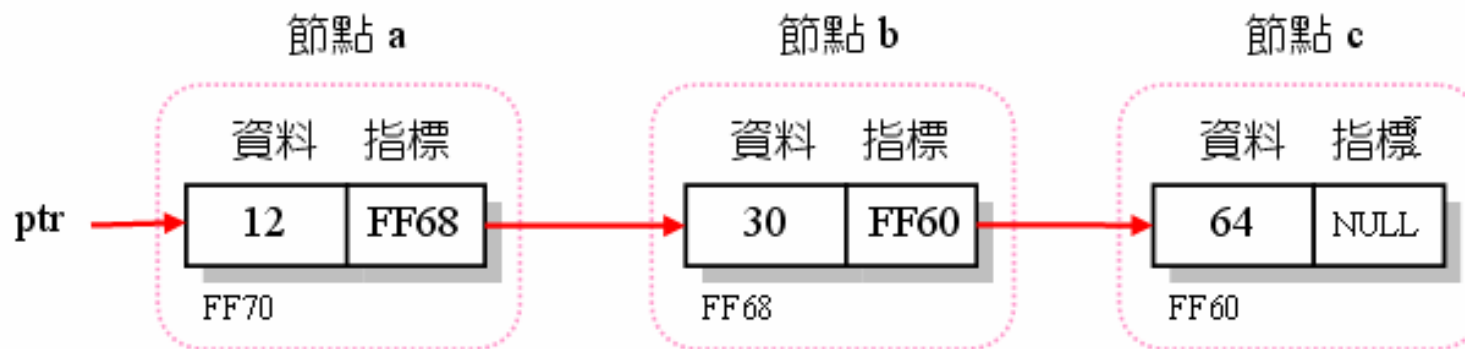 節點 a
節點 b
節點 c
資料 指標
資料 指標
資料 指標
ptr
12 FF68
30 FF60
64 NULL
FF70
FF68
FF60